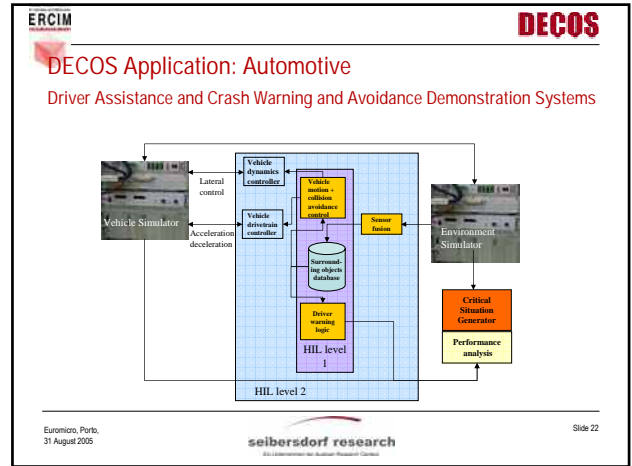 ERCIM
DECOS
DECOS Application: Automotive
Driver Assistance and Crash Warning and Avoidance Demonstration Systems
Vehicle
dynamics
controller
Lateral
control
Vehicle
motion +
collision
avoidance
control
Vehicle Simulator
Vehicle
drivetrain
controller
Acceleration
deceleration
Sensor
fusion
Environment
Simulator
Surround-
ing objects
database
Critical
Situation
Generator
Driver
warning
logic
Performance
analysis
HIL level
1
HIL level 2
Euromicro, Porto,
31 August 2005
seibersdorf research
Slide 22